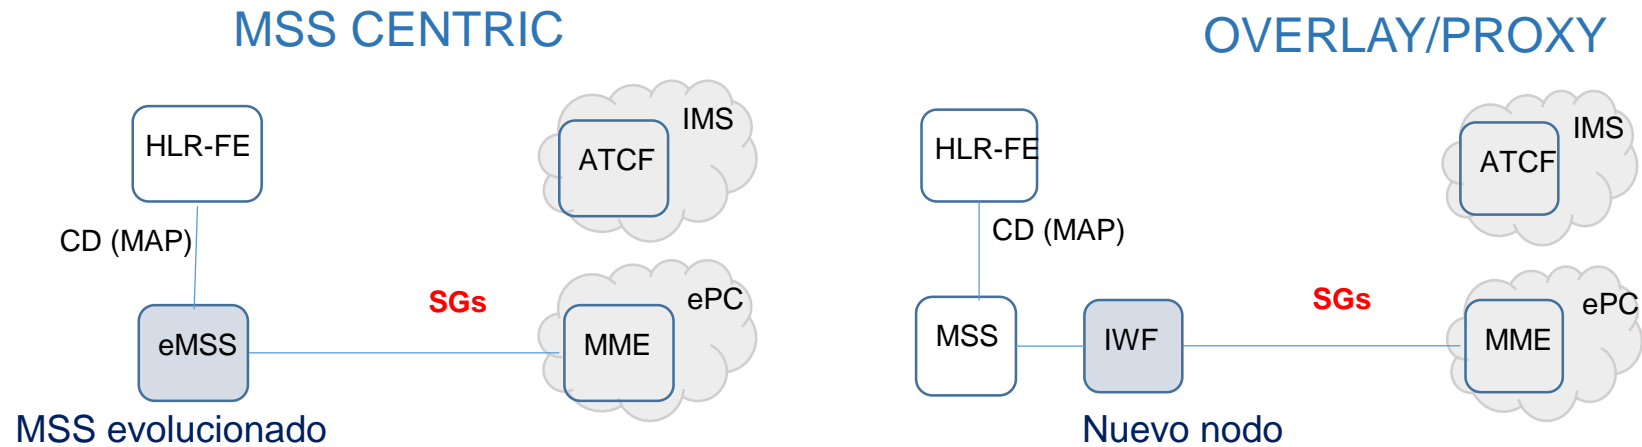 MSS CENTRIC
HLR-FE
IMS
ATCF
CD (MAP)
SGs
ePC
eMSS
MME
MSS evolucionado
OVERLAY/PROXY
HLR-FE
IMS
ATCF
CD (MAP)
SGs
ePC
MSS
IWF
MME
Nuevo nodo